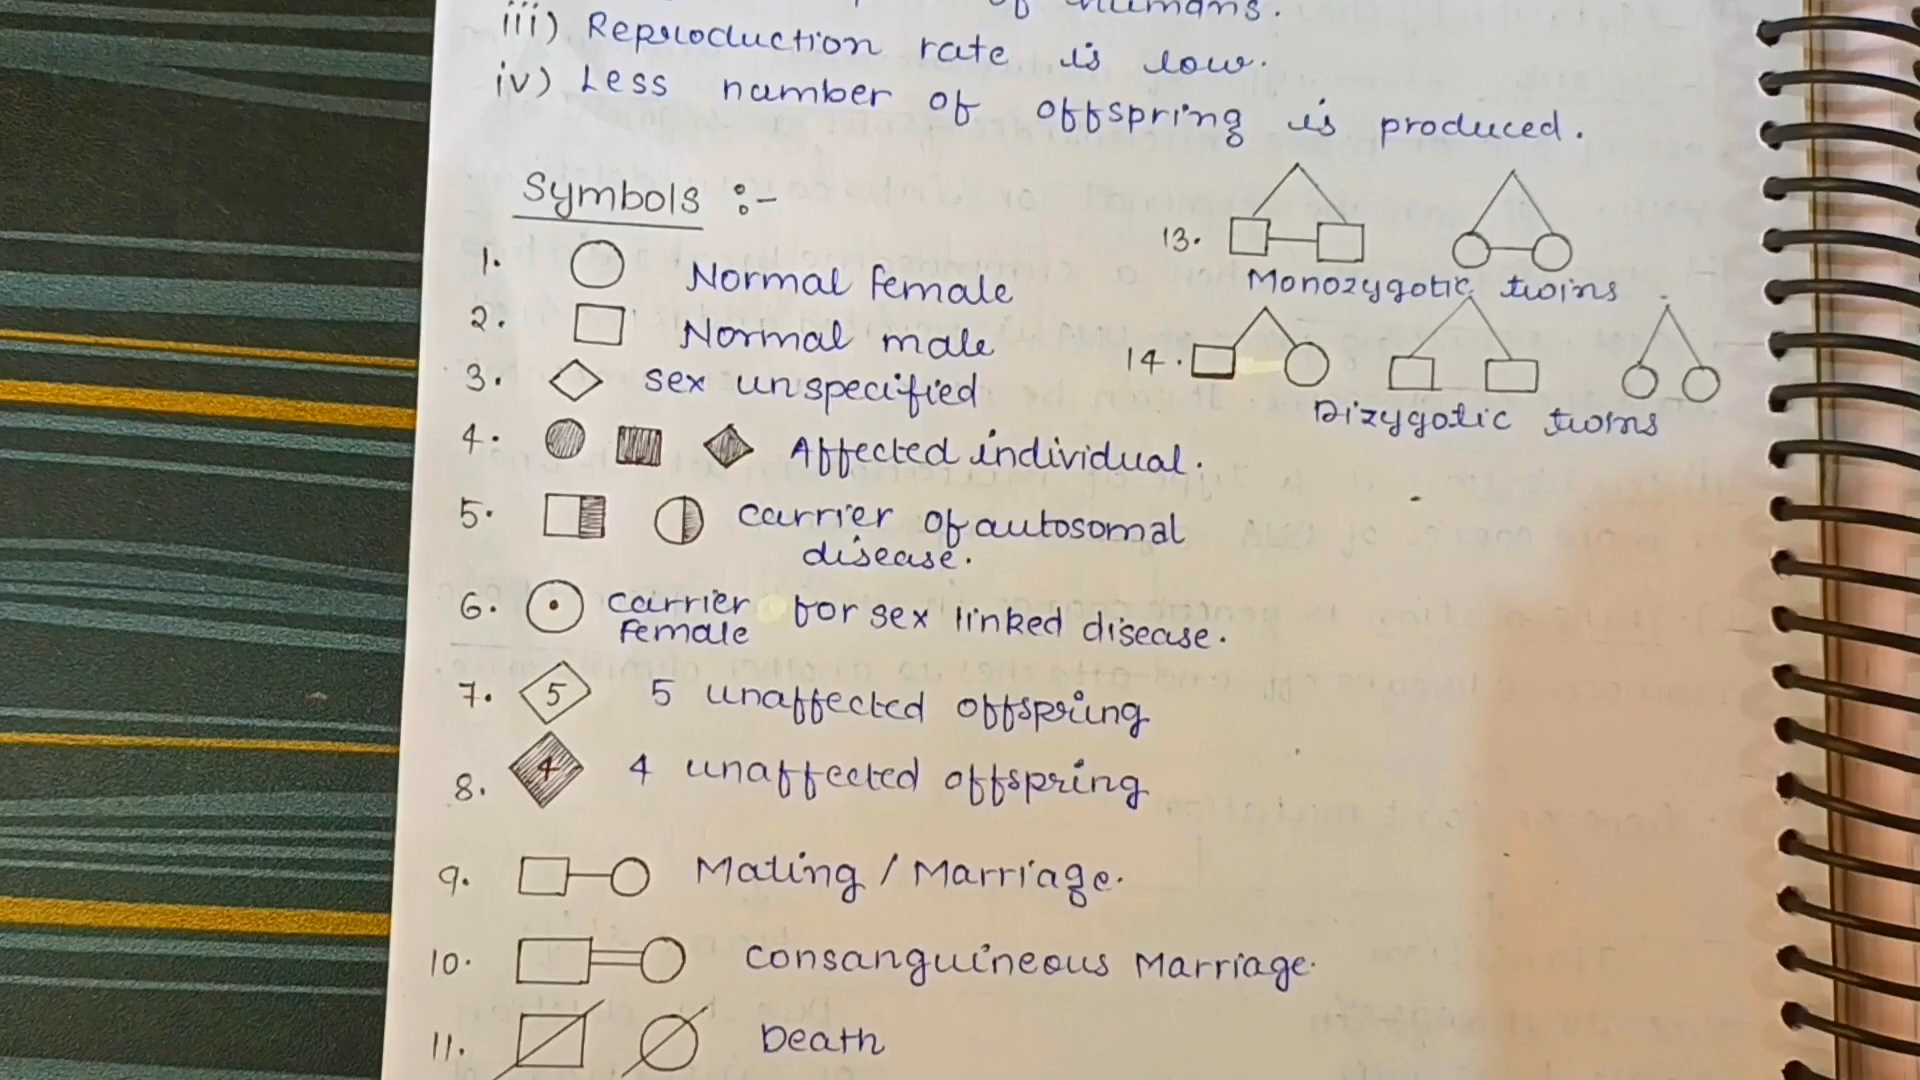 of humans.
iii) Reproduction rate is low.
iv) Less number of offspring is produced.
Symbols :-
1. Normal female
2. Normal male
3. sex unspecified
4. Affected individual.
5. carrier of autosomal
disease.
6. carrier for sex linked disease.
female
7. 5 5 unaffected offspring
8. 4 4 unaffected offspring
9. Mating / Marriage.
10. consanguineous Marriage.
11. Death
13.
Monozygotic twins
14.
Dizygotic twins